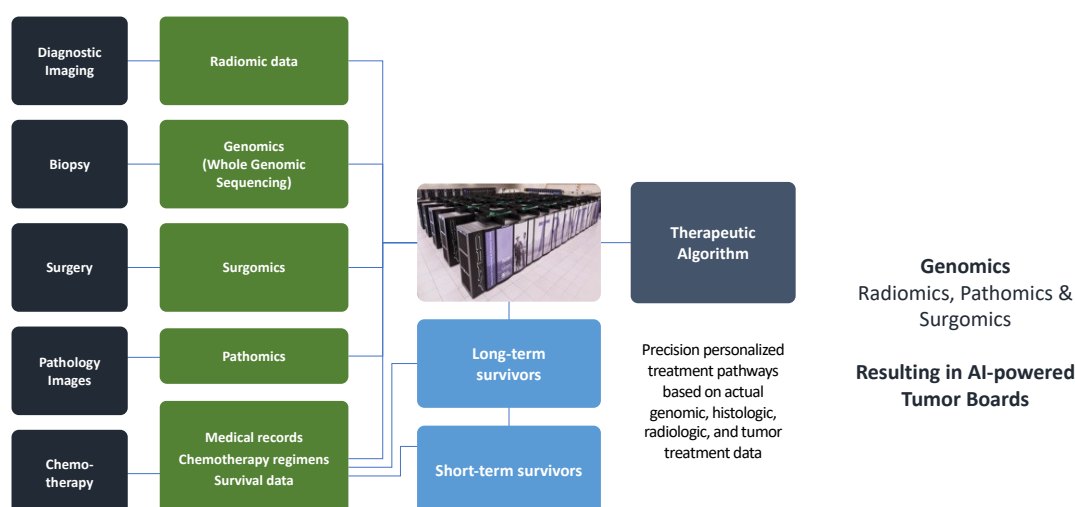 Diagnostic
Imaging
Radiomic data
Biopsy
Genomics
(Whole Genomic
Sequencing)
Surgery
Surgomics
Pathology
Images
Pathomics
Chemo-
therapy
Medical records
Chemotherapy regimens
Survival data
Long-term
survivors
Short-term survivors
Therapeutic
Algorithm
Precision personalized
treatment pathways
based on actual
genomic, histologic,
radiologic, and tumor
treatment data
Genomics
Radiomics, Pathomics &
Surgomics
Resulting in AI-powered
Tumor Boards